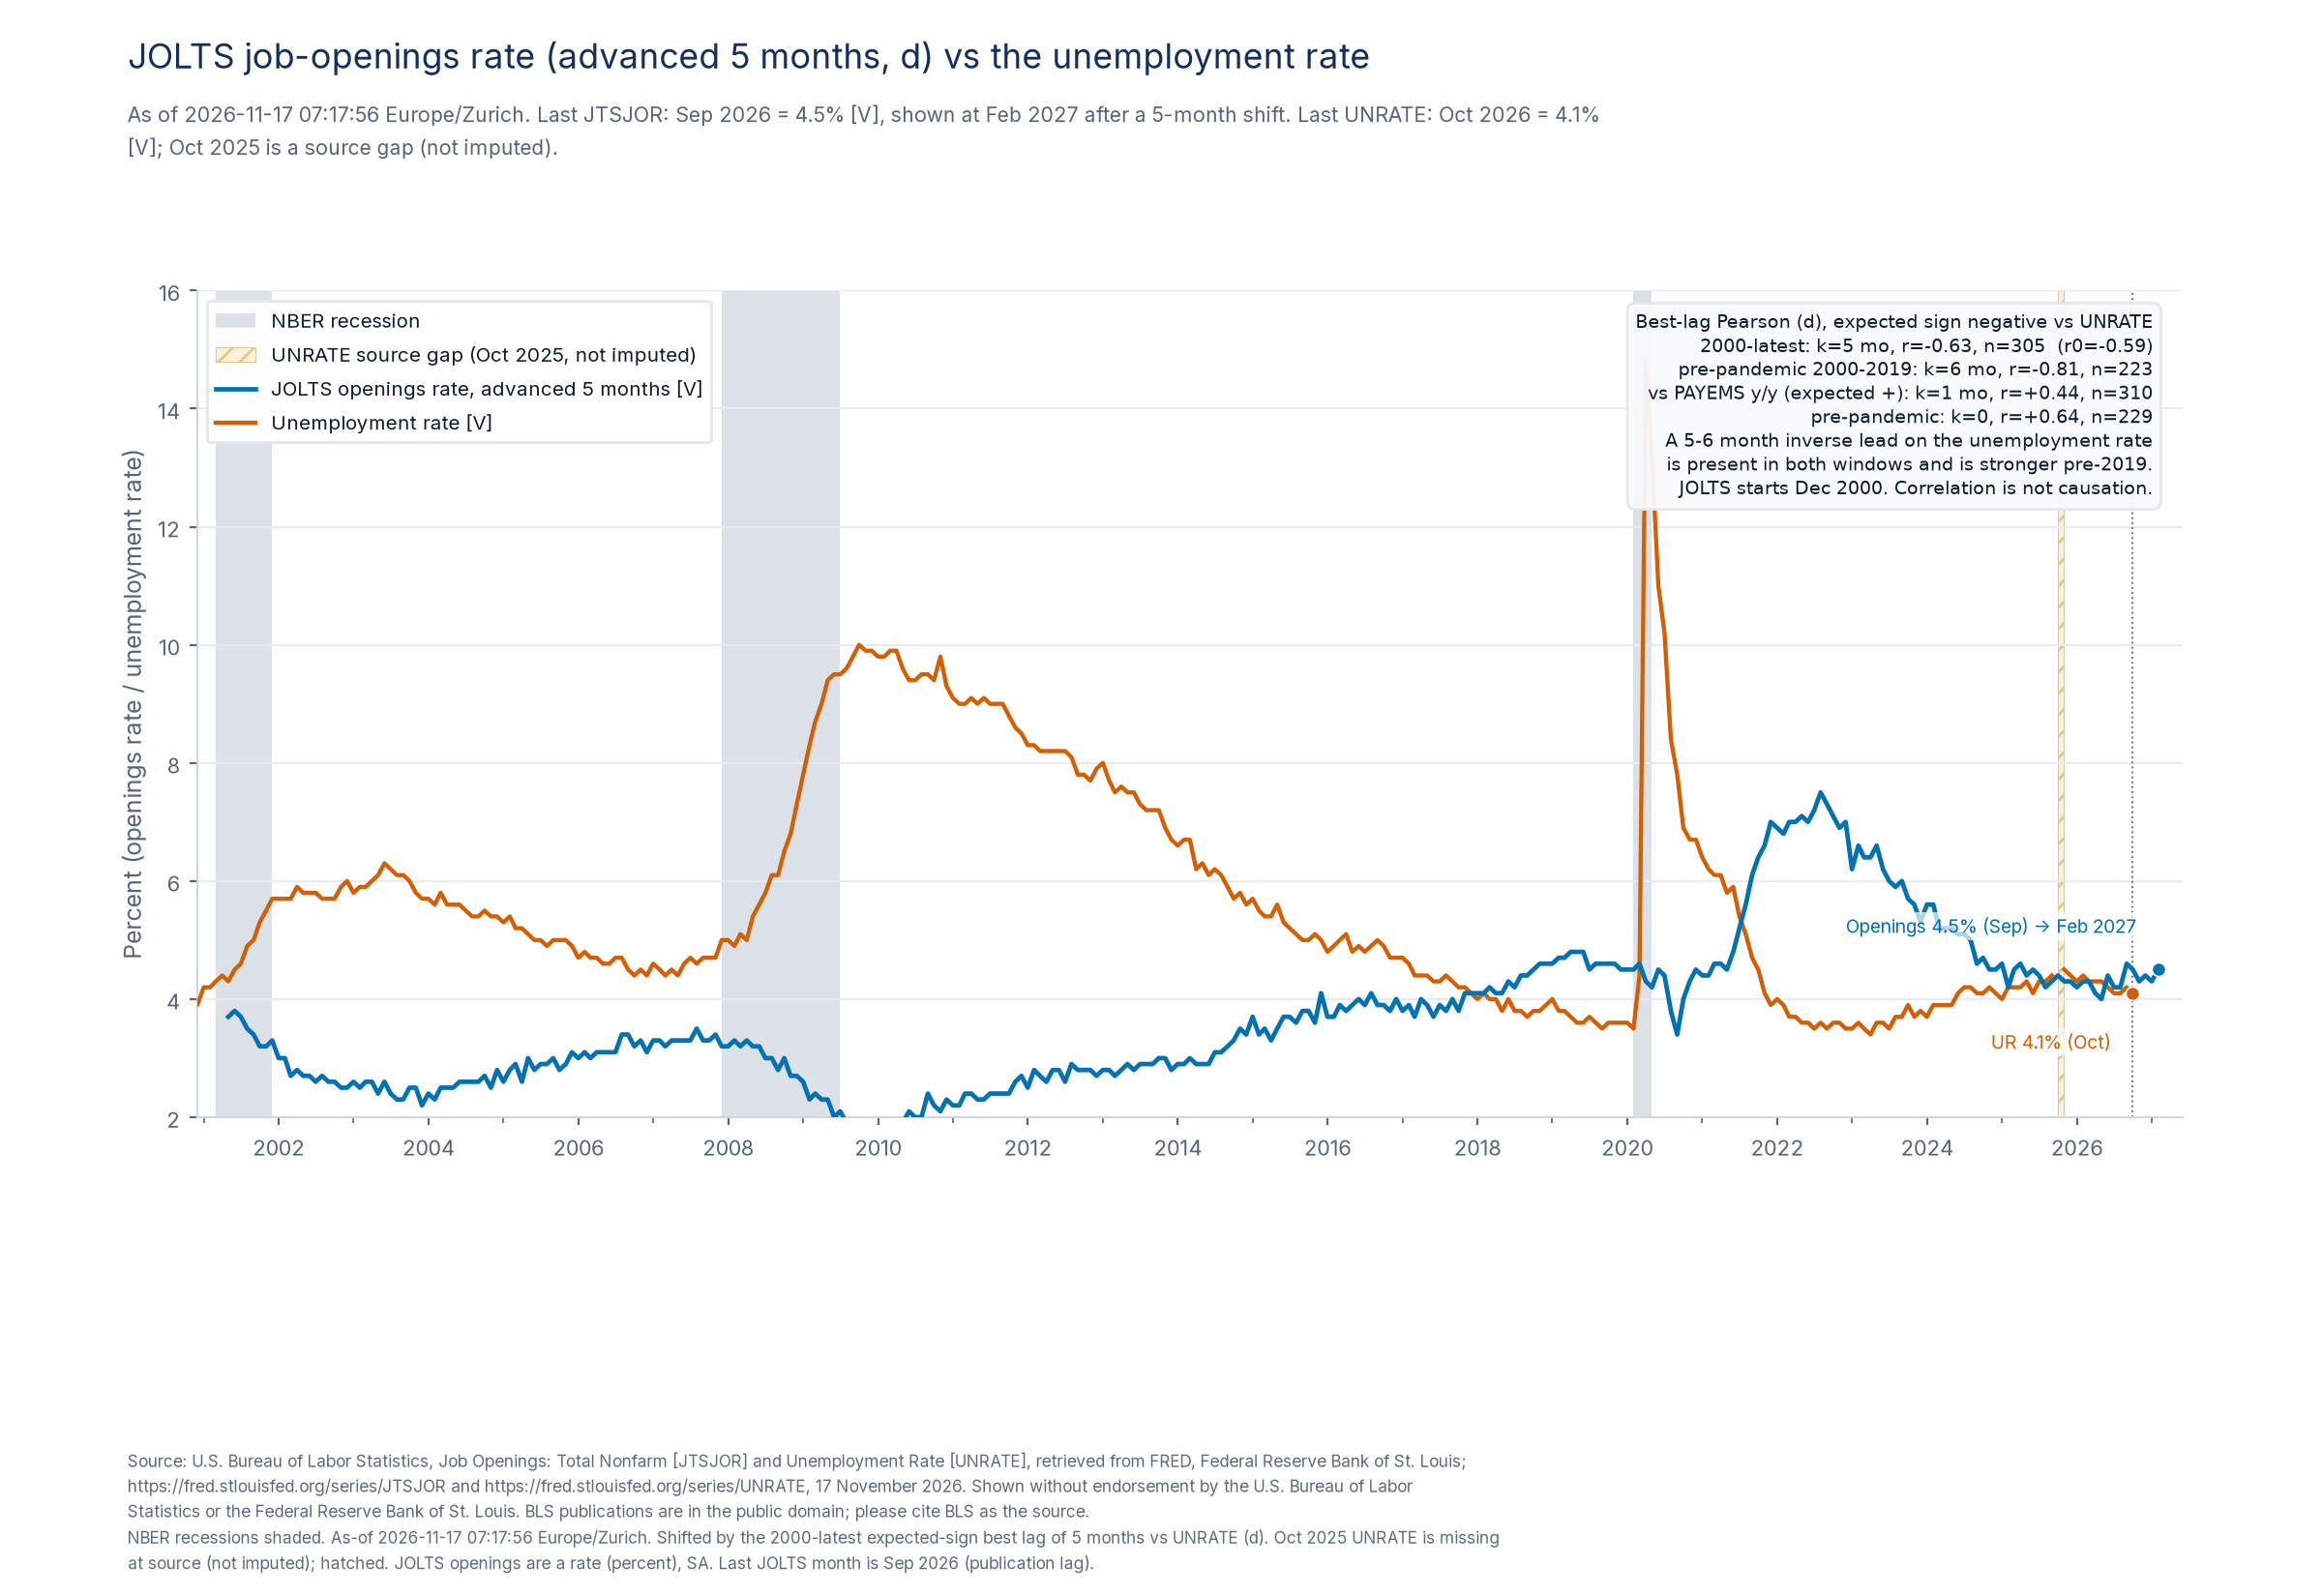 JOLTS job-openings rate (advanced 5 months, d) vs the unemployment rate
As of 2026-11-17 07:17:56 Europe/Zurich. Last JTSJOR: Sep 2026 = 4.5% [V], shown at Feb 2027 after a 5-month shift. Last UNRATE: Oct 2026 = 4.1%
[V]; Oct 2025 is a source gap (not imputed).
Percent (openings rate / unemployment rate)
16
14
12
10
8
6
4
2
NBER recession
UNRATE source gap (Oct 2025, not imputed)
JOLTS openings rate, advanced 5 months [V]
Unemployment rate [V]
Best-lag Pearson (d), expected sign negative vs UNRATE
2000-latest: k=5 mo, r=-0.63, n=305 (r0=-0.59)
pre-pandemic 2000-2019: k=6 mo, r=-0.81, n=223
vs PAYEMS y/y (expected +): k=1 mo, r=+0.44, n=310
pre-pandemic: k=0, r=+0.64, n=229
A 5-6 month inverse lead on the unemployment rate
is present in both windows and is stronger pre-2019.
JOLTS starts Dec 2000. Correlation is not causation.
Openings 4.5% (Sep) → Feb 2027
UR 4.1% (Oct)
2002 2004 2006 2008 2010 2012 2014 2016 2018 2020 2022 2024 2026
Source: U.S. Bureau of Labor Statistics, Job Openings: Total Nonfarm [JTSJOR] and Unemployment Rate [UNRATE], retrieved from FRED, Federal Reserve Bank of St. Louis;
https://fred.stlouisfed.org/series/JTSJOR and https://fred.stlouisfed.org/series/UNRATE, 17 November 2026. Shown without endorsement by the U.S. Bureau of Labor
Statistics or the Federal Reserve Bank of St. Louis. BLS publications are in the public domain; please cite BLS as the source.
NBER recessions shaded. As-of 2026-11-17 07:17:56 Europe/Zurich. Shifted by the 2000-latest expected-sign best lag of 5 months vs UNRATE (d). Oct 2025 UNRATE is missing
at source (not imputed); hatched. JOLTS openings are a rate (percent), SA. Last JOLTS month is Sep 2026 (publication lag).